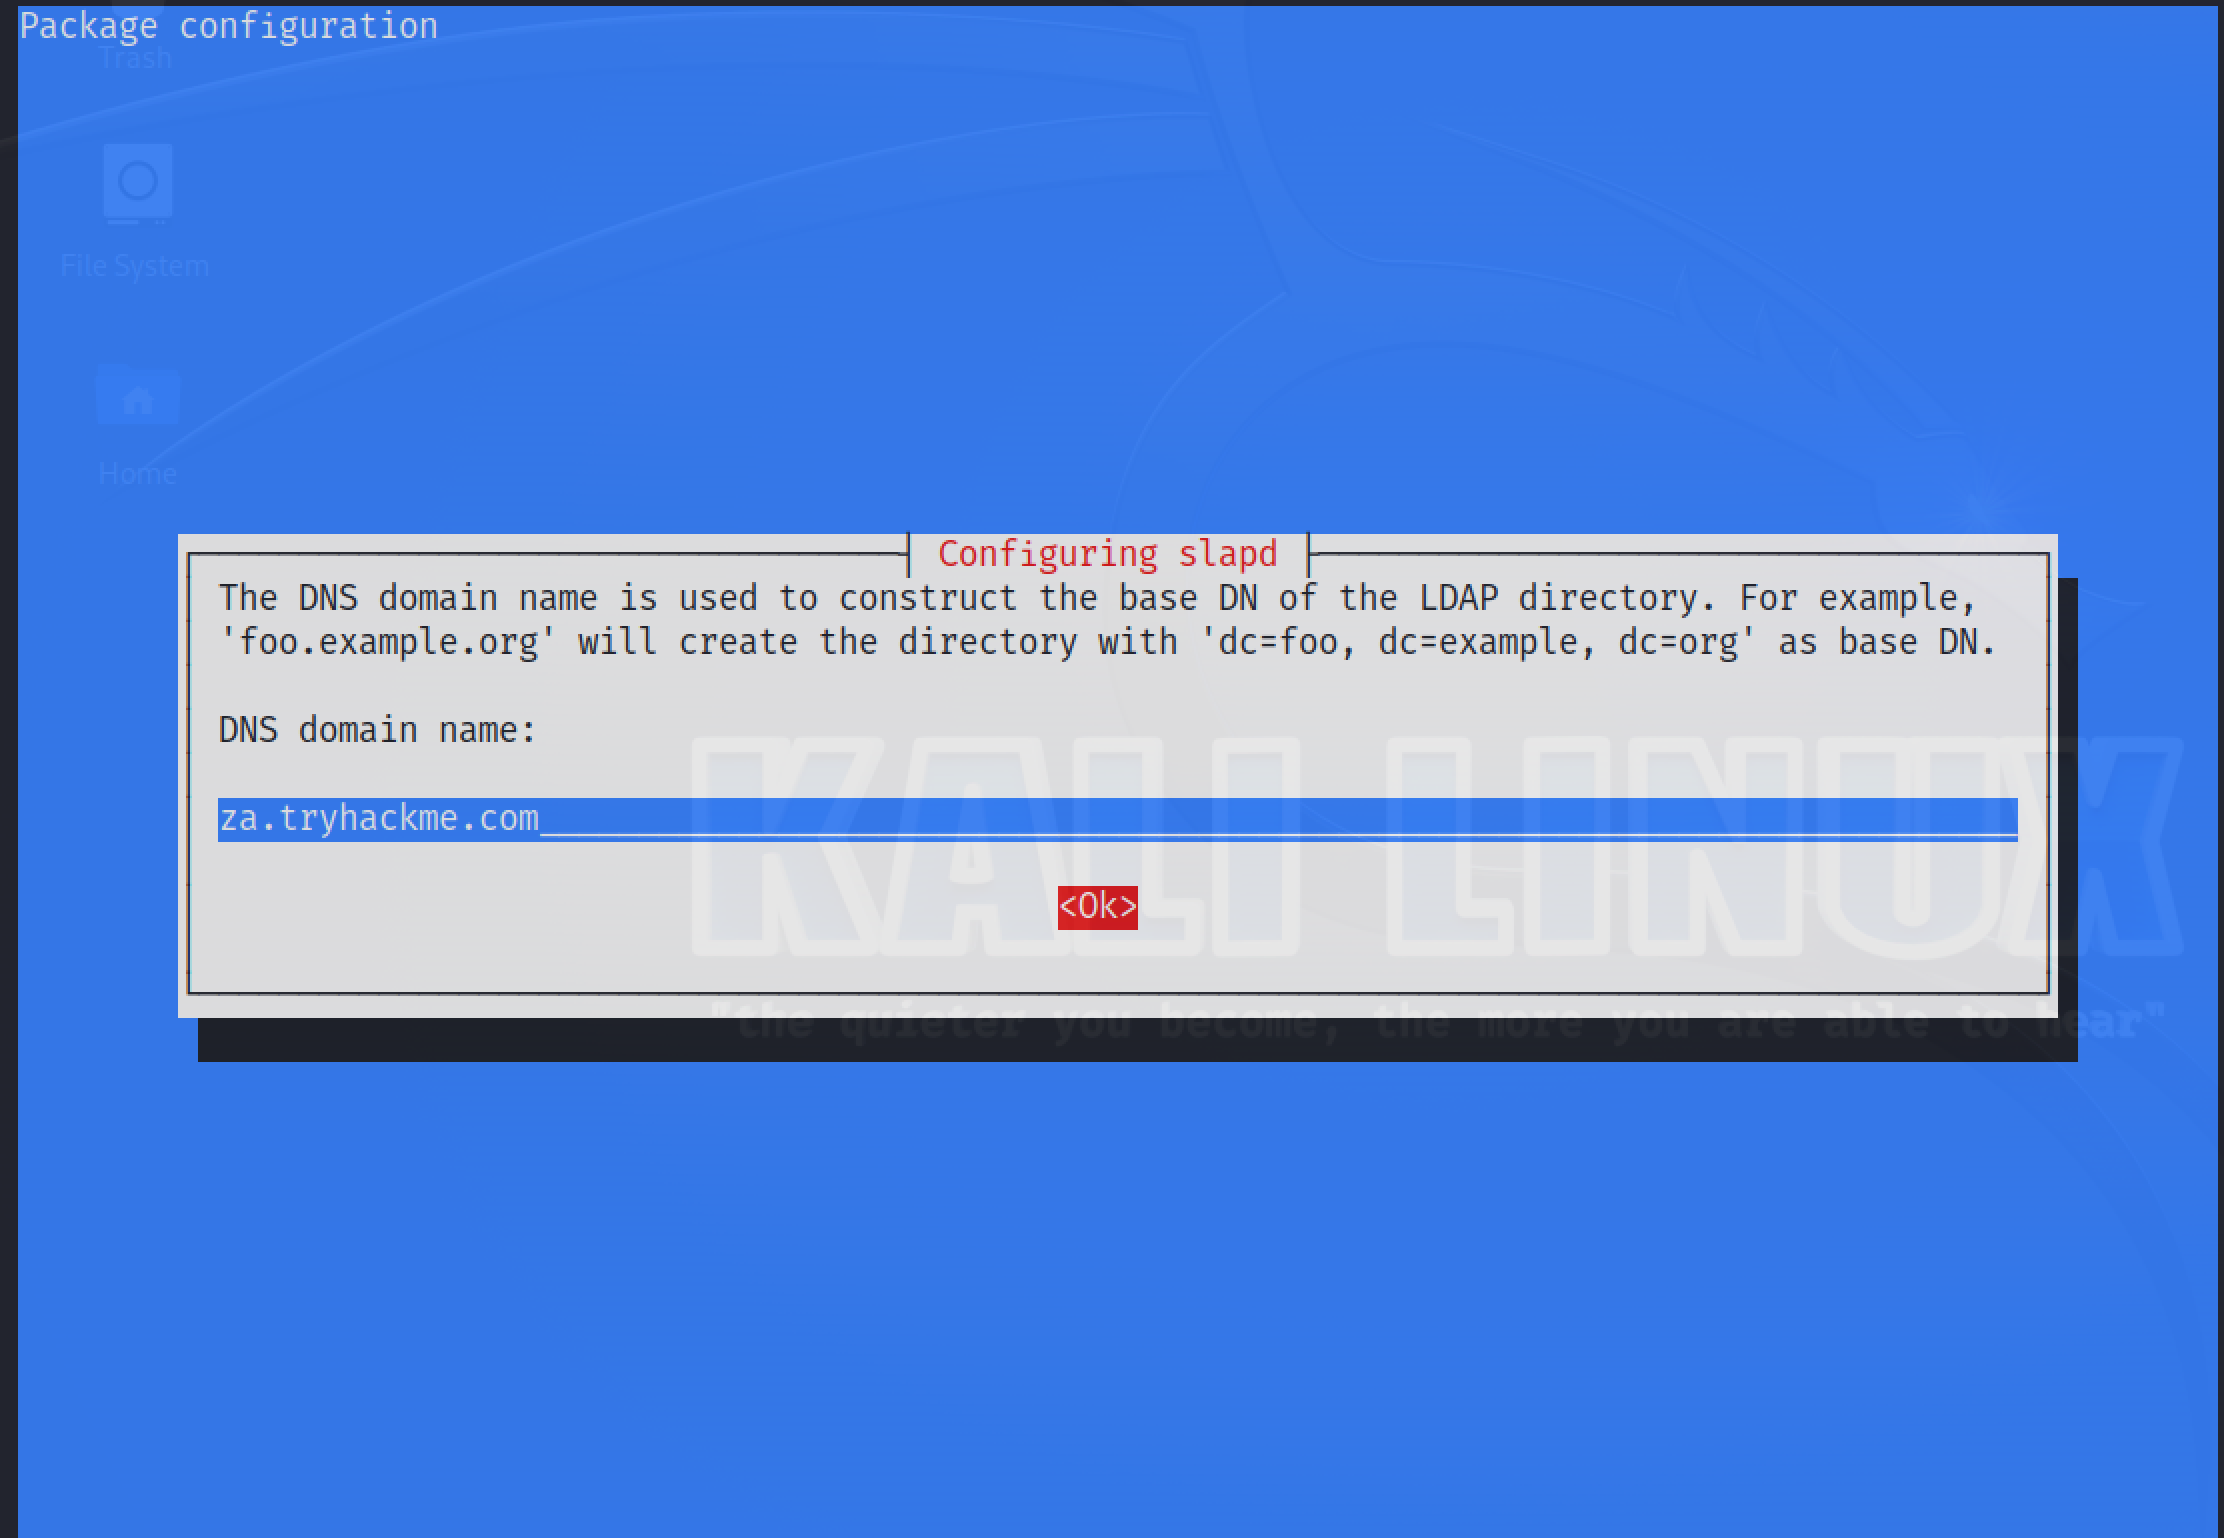 Package configuration
Trash
File System
Home
Configuring slapd
The DNS domain name is used to construct the base DN of the LDAP directory. For example,
'foo.example.org' will create the directory with 'dc=foo, dc=example, dc=org' as base DN.
DNS domain name:
za.tryhackme.com
<Ok>
KALI LINUX
"the quieter you become, the more you are able to hear"